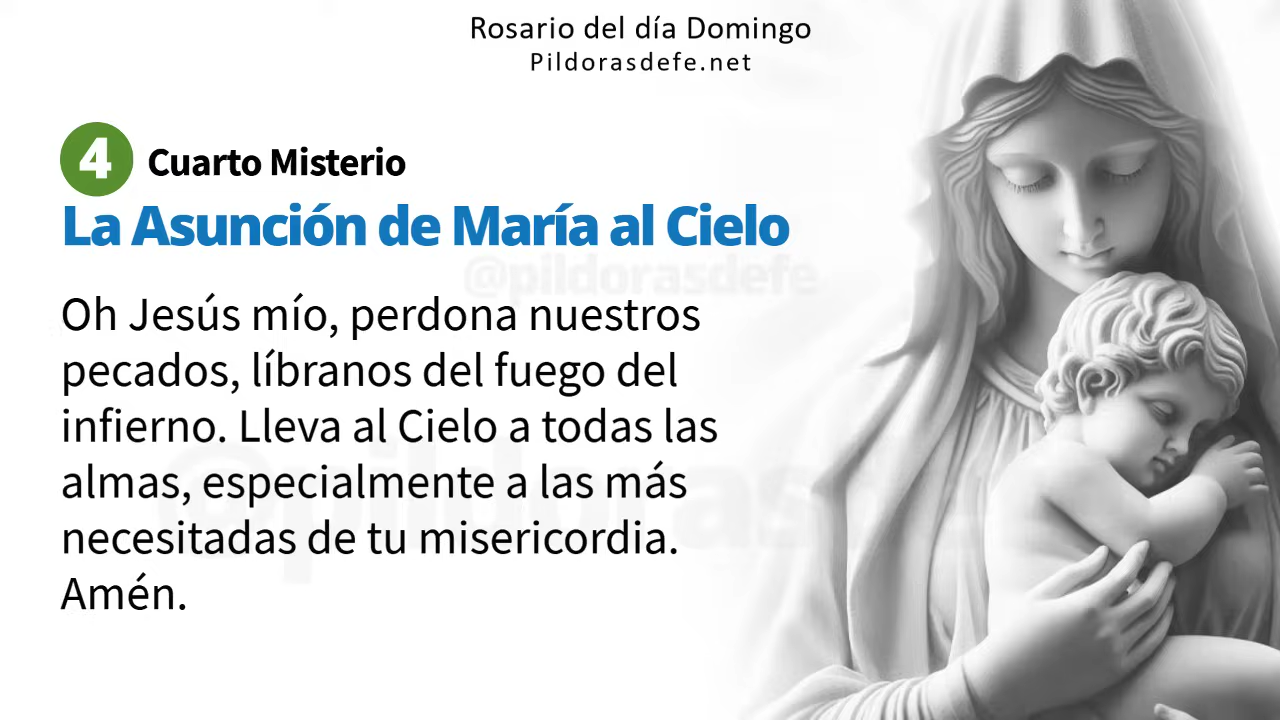 Rosario del día Domingo
Pildorasdefe.net
4 Cuarto Misterio
La Asunción de María al Cielo
@pildorasdefe
Oh Jesús mío, perdona nuestros
pecados, líbranos del fuego del
infierno. Lleva al Cielo a todas las
almas, especialmente a las más
necesitadas de tu misericordia.
Amén.